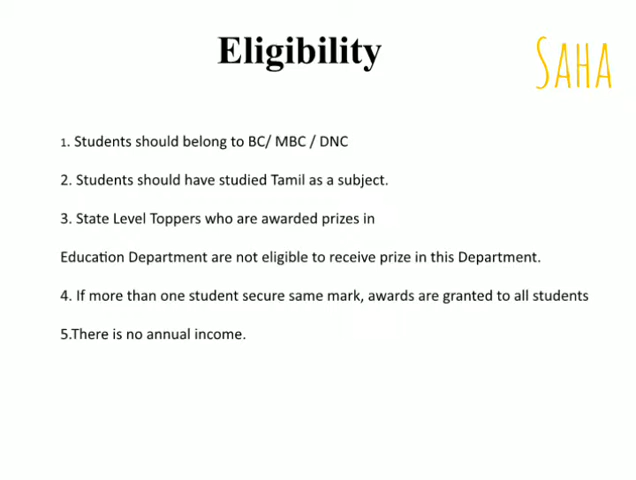 Eligibility
SAHA
1. Students should belong to BC/ MBC / DNC
2. Students should have studied Tamil as a subject.
3. State Level Toppers who are awarded prizes in
Education Department are not eligible to receive prize in this Department.
4. If more than one student secure same mark, awards are granted to all students
5.There is no annual income.